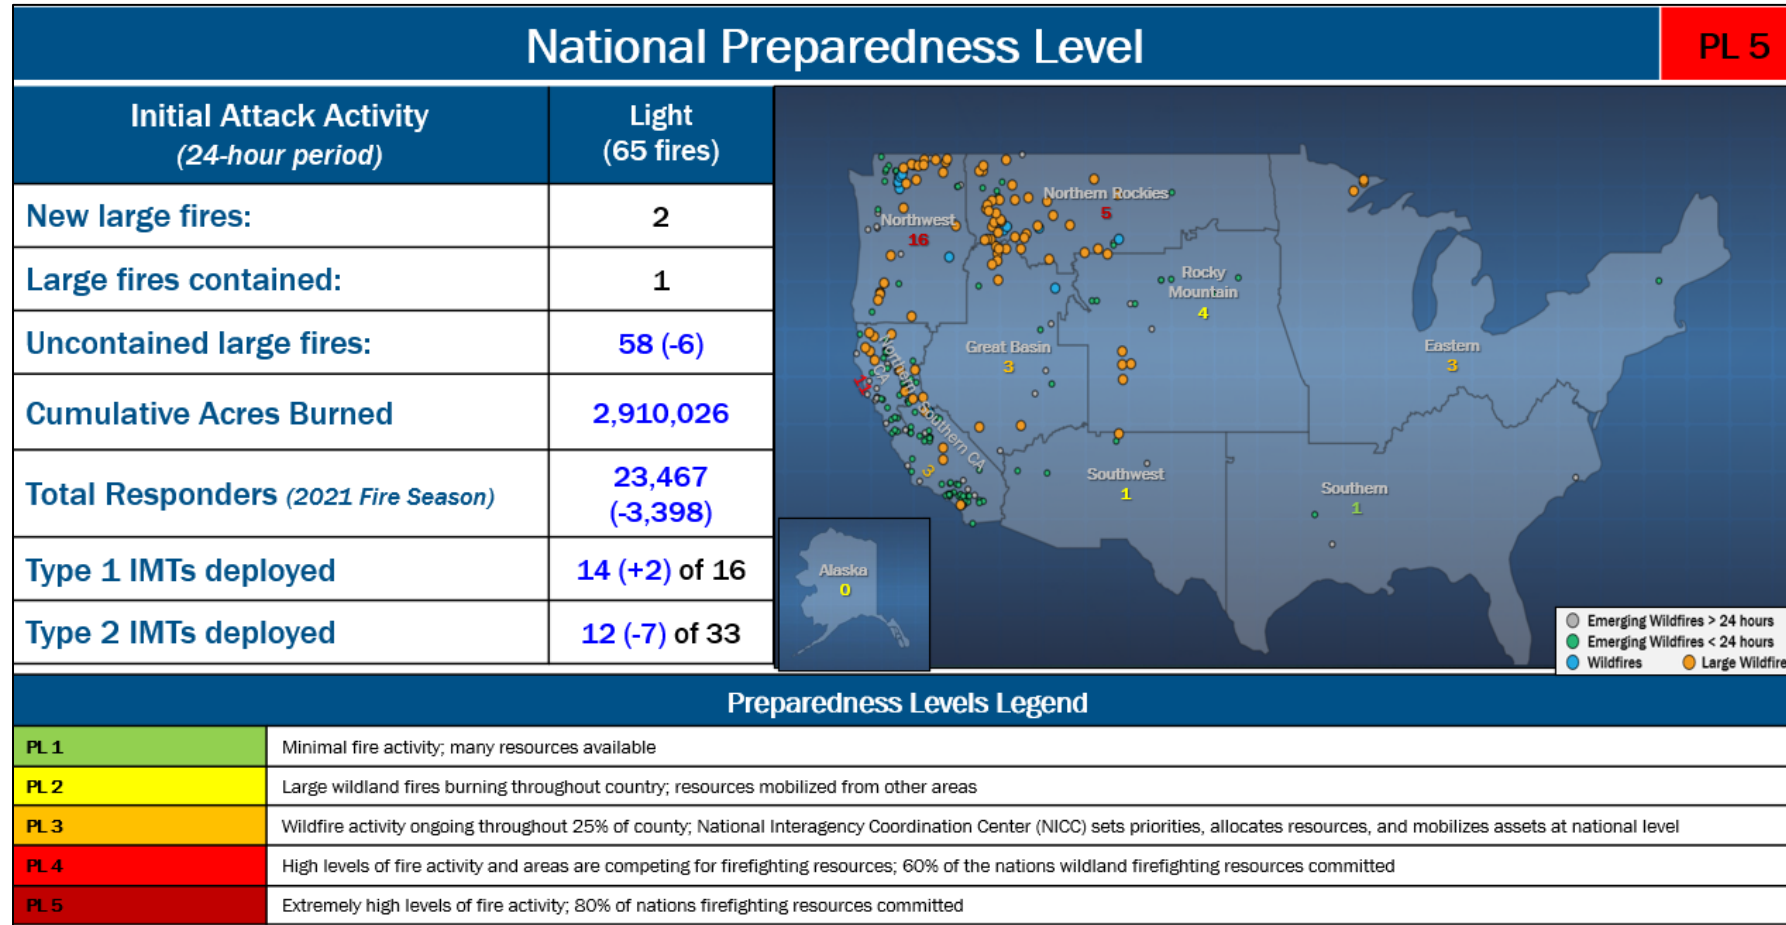 National Preparedness Level
PL 5
Initial Attack Activity
(24-hour period)
Light
(65 fires)
New large fires:
2
Large fires contained:
1
Uncontained large fires:
58 (-6)
Cumulative Acres Burned
2,910,026
Total Responders (2021 Fire Season)
23,467
(-3,398)
Type 1 IMTs deployed
14 (+2) of 16
Type 2 IMTs deployed
12 (-7) of 33
Northwest
16
Northern Rockies
5
Rocky
Mountain
4
Great Basin
3
Eastern
3
Northern
CA
Southern CA
3
Southwest
1
Southern
1
Alaska
0
Emerging Wildfires > 24 hours
Emerging Wildfires < 24 hours
Wildfires
Large Wildfire
Preparedness Levels Legend
PL 1
Minimal fire activity; many resources available
PL 2
Large wildland fires burning throughout country; resources mobilized from other areas
PL 3
Wildfire activity ongoing throughout 25% of county; National Interagency Coordination Center (NICC) sets priorities, allocates resources, and mobilizes assets at national level
PL 4
High levels of fire activity and areas are competing for firefighting resources; 60% of the nations wildland firefighting resources committed
PL 5
Extremely high levels of fire activity; 80% of nations firefighting resources committed